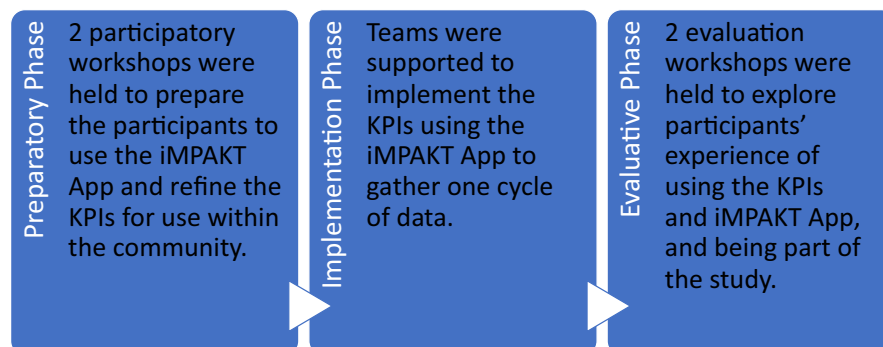 Preparatory Phase
2 participatory
workshops were
held to prepare
the participants to
use the iMPAKT
App and refine the
KPIs for use within
the community.
Implementation Phase
Teams were
supported to
implement the
KPIs using the
iMPAKT App to
gather one cycle
of data.
Evaluative Phase
2 evaluation
workshops were
held to explore
participants’
experience of
using the KPIs
and iMPAKT App,
and being part of
the study.